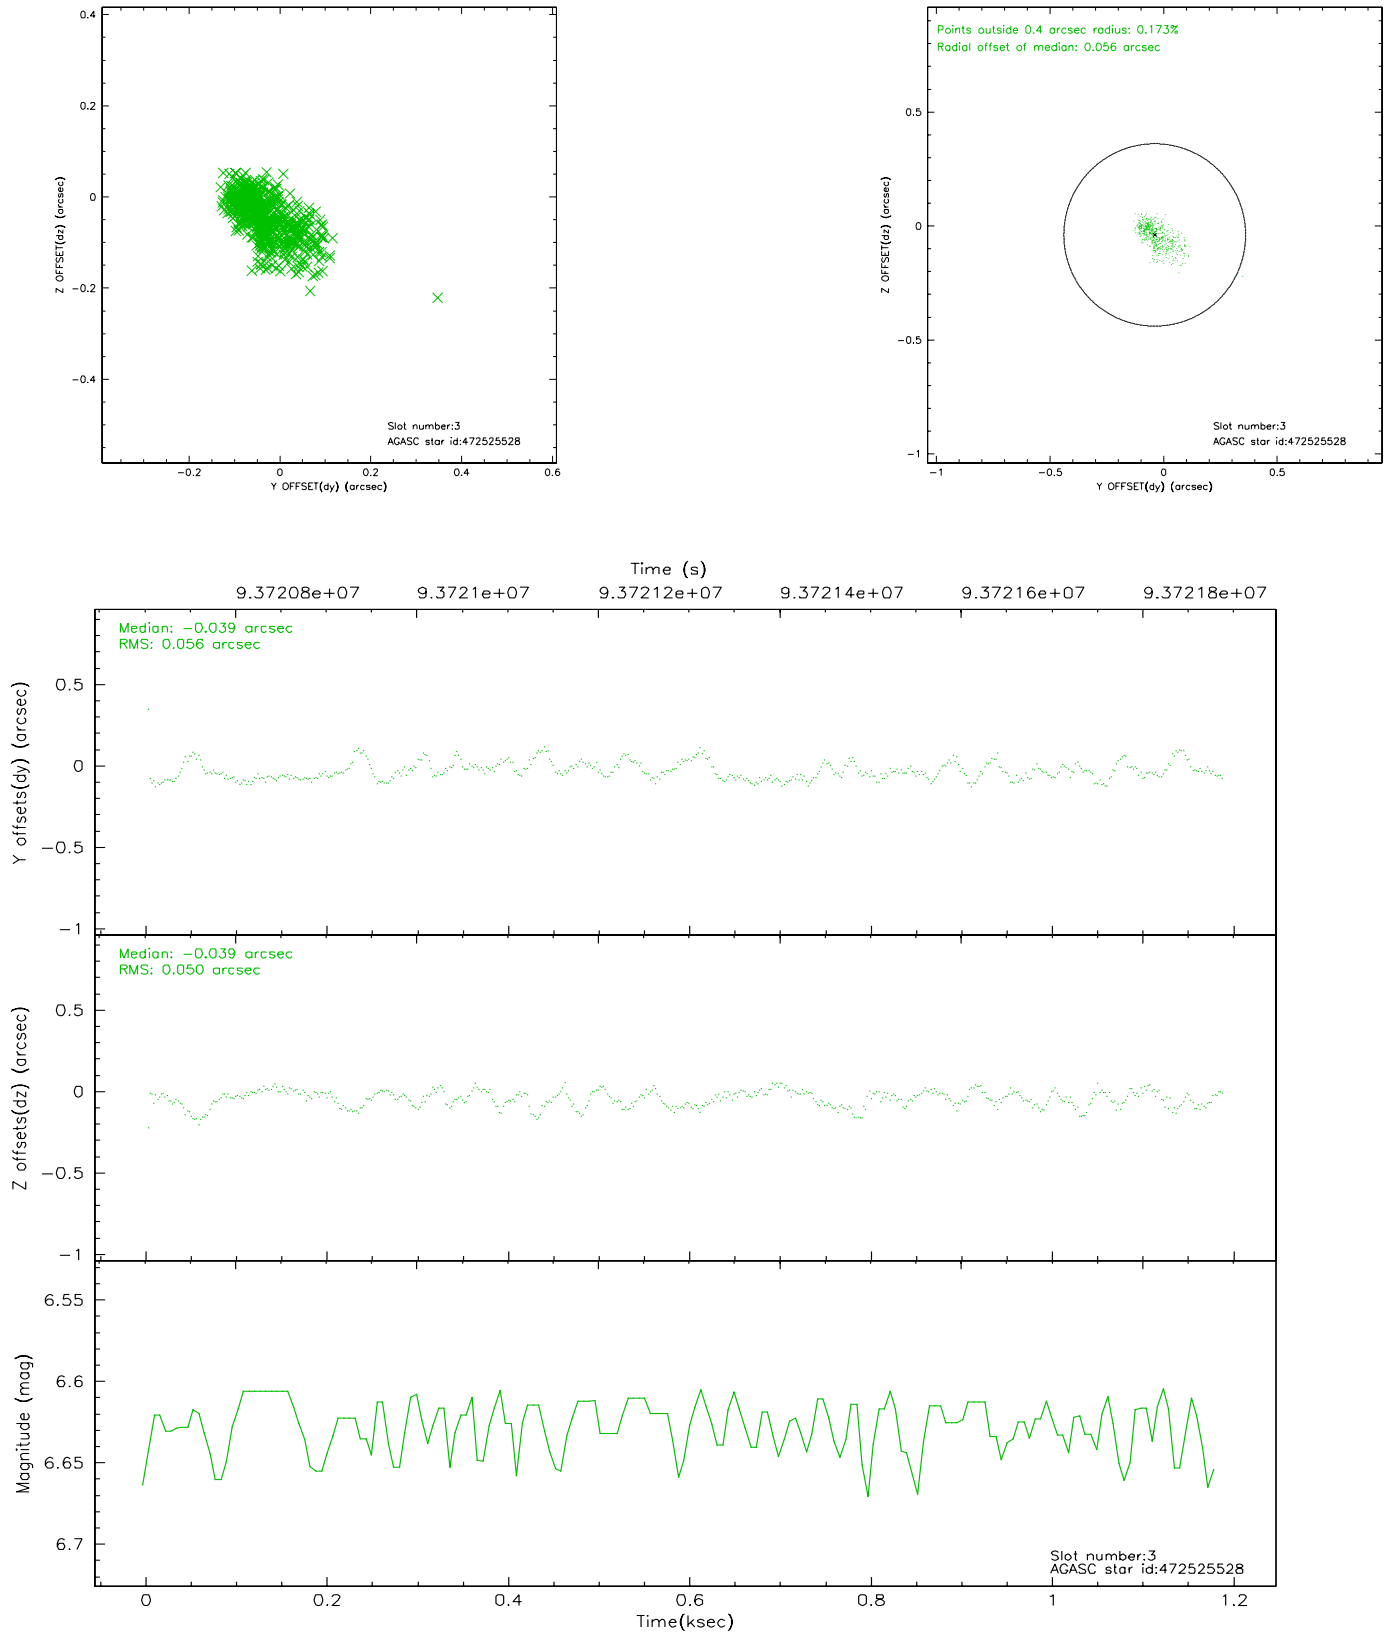 0.4
0.2
0
−0.2
−0.4
Z OFFSET(dz) (arcsec)
Slot number:3
AGASC star id:472525528
−0.2 0 0.2 0.4 0.6
Y OFFSET(dy) (arcsec)
Points outside 0.4 arcsec radius: 0.173%
Radial offset of median: 0.056 arcsec
0.5
0
−0.5
−1
Z OFFSET(dz) (arcsec)
Slot number:3
AGASC star id:472525528
−1 −0.5 0 0.5
Y OFFSET(dy) (arcsec)
Time (s)
9.37208e+07 9.3721e+07 9.37212e+07 9.37214e+07 9.37216e+07 9.37218e+07
Median: −0.039 arcsec
RMS: 0.056 arcsec
0.5
0
−0.5
−1
Y offsets(dy) (arcsec)
Median: −0.039 arcsec
RMS: 0.050 arcsec
0.5
0
−0.5
−1
Z offsets(dz) (arcsec)
6.55
6.6
6.65
6.7
Magnitude (mag)
Slot number:3
AGASC star id:472525528
0 0.2 0.4 0.6 0.8 1 1.2
Time(ksec)